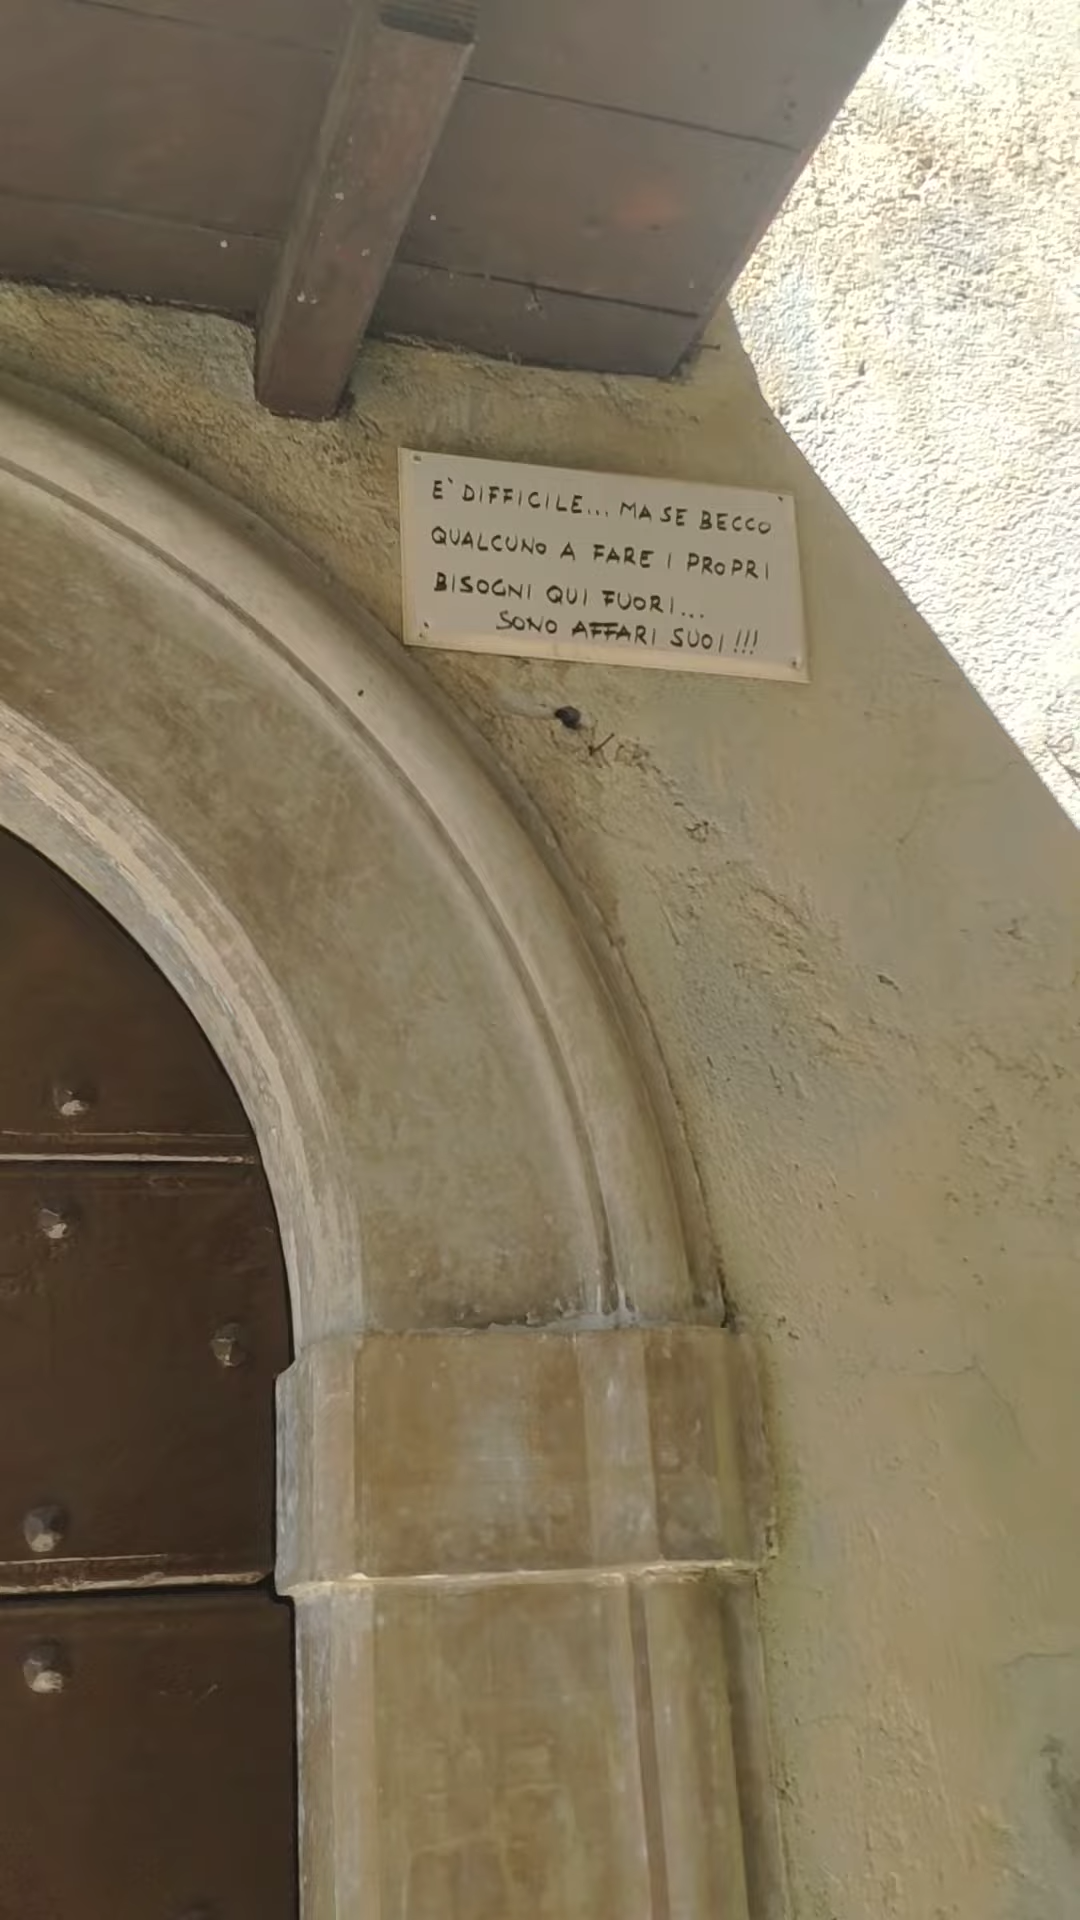 E` DIFFICILE... MA SE BECCO
QUALCUNO A FARE I PROPRI
BISOGNI QUI FUORI...
SONO AFFARI SUOI!!!